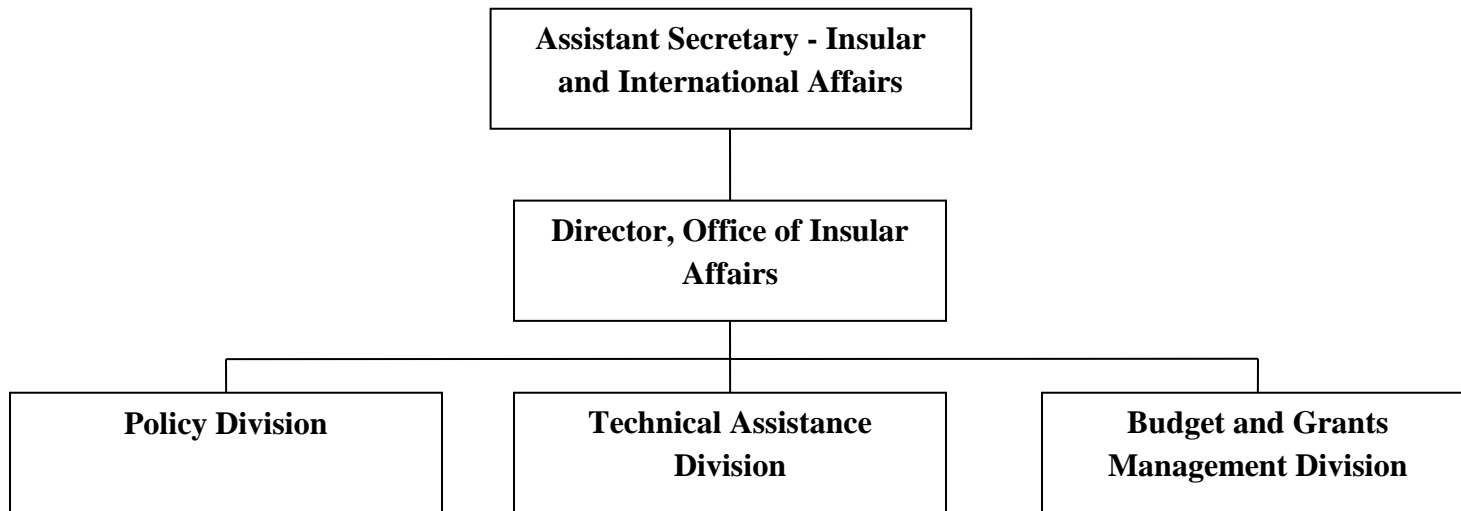 Assistant Secretary - Insular
and International Affairs
Director, Office of Insular
Affairs
Policy Division
Technical Assistance
Division
Budget and Grants
Management Division